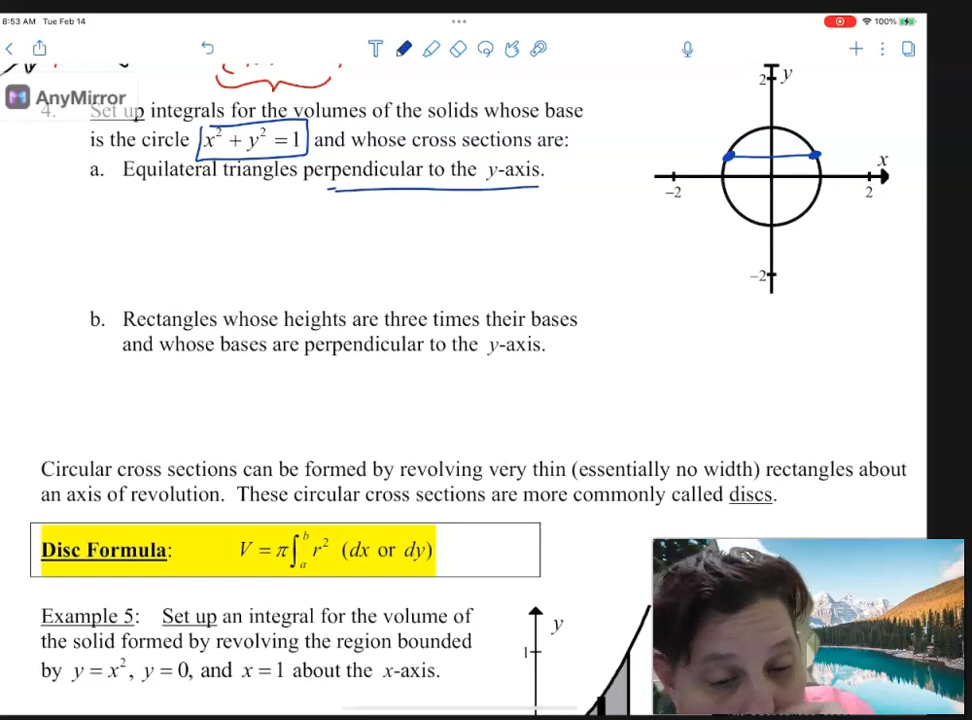 8:53 AM Tue Feb 14
100%
AnyMirror
4. Set up integrals for the volumes of the solids whose base
is the circle x² + y² = 1 and whose cross sections are:
a. Equilateral triangles perpendicular to the y-axis.
2 y
x
-2 2
-2
b. Rectangles whose heights are three times their bases
and whose bases are perpendicular to the y-axis.
Circular cross sections can be formed by revolving very thin (essentially no width) rectangles about
an axis of revolution. These circular cross sections are more commonly called discs.
Disc Formula: V = π∫ₐᵇ r² (dx or dy)
Example 5: Set up an integral for the volume of
the solid formed by revolving the region bounded
by y = x², y = 0, and x = 1 about the x-axis.
y
1